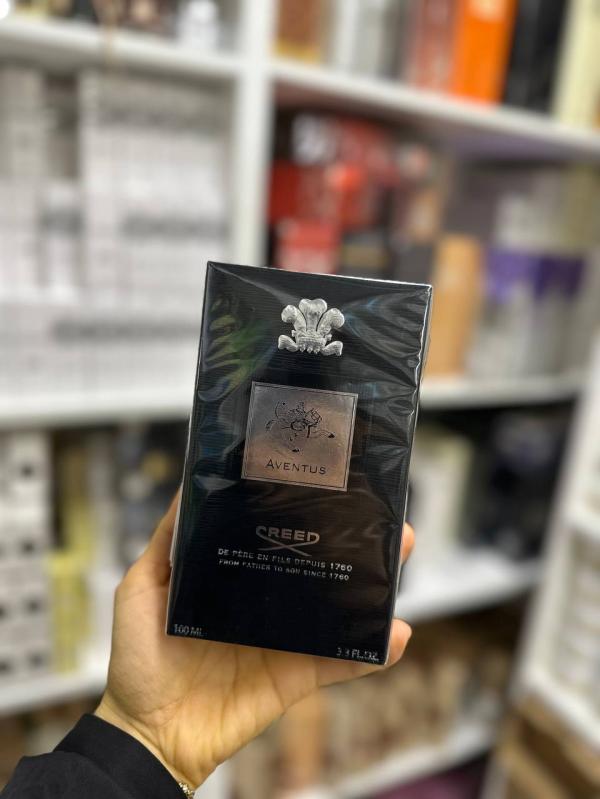 AVENTUS
CREED
DE PÈRE EN FILS DEPUIS 1760
FROM FATHER TO SON SINCE 1760
100 ML
3.3 FL.OZ.